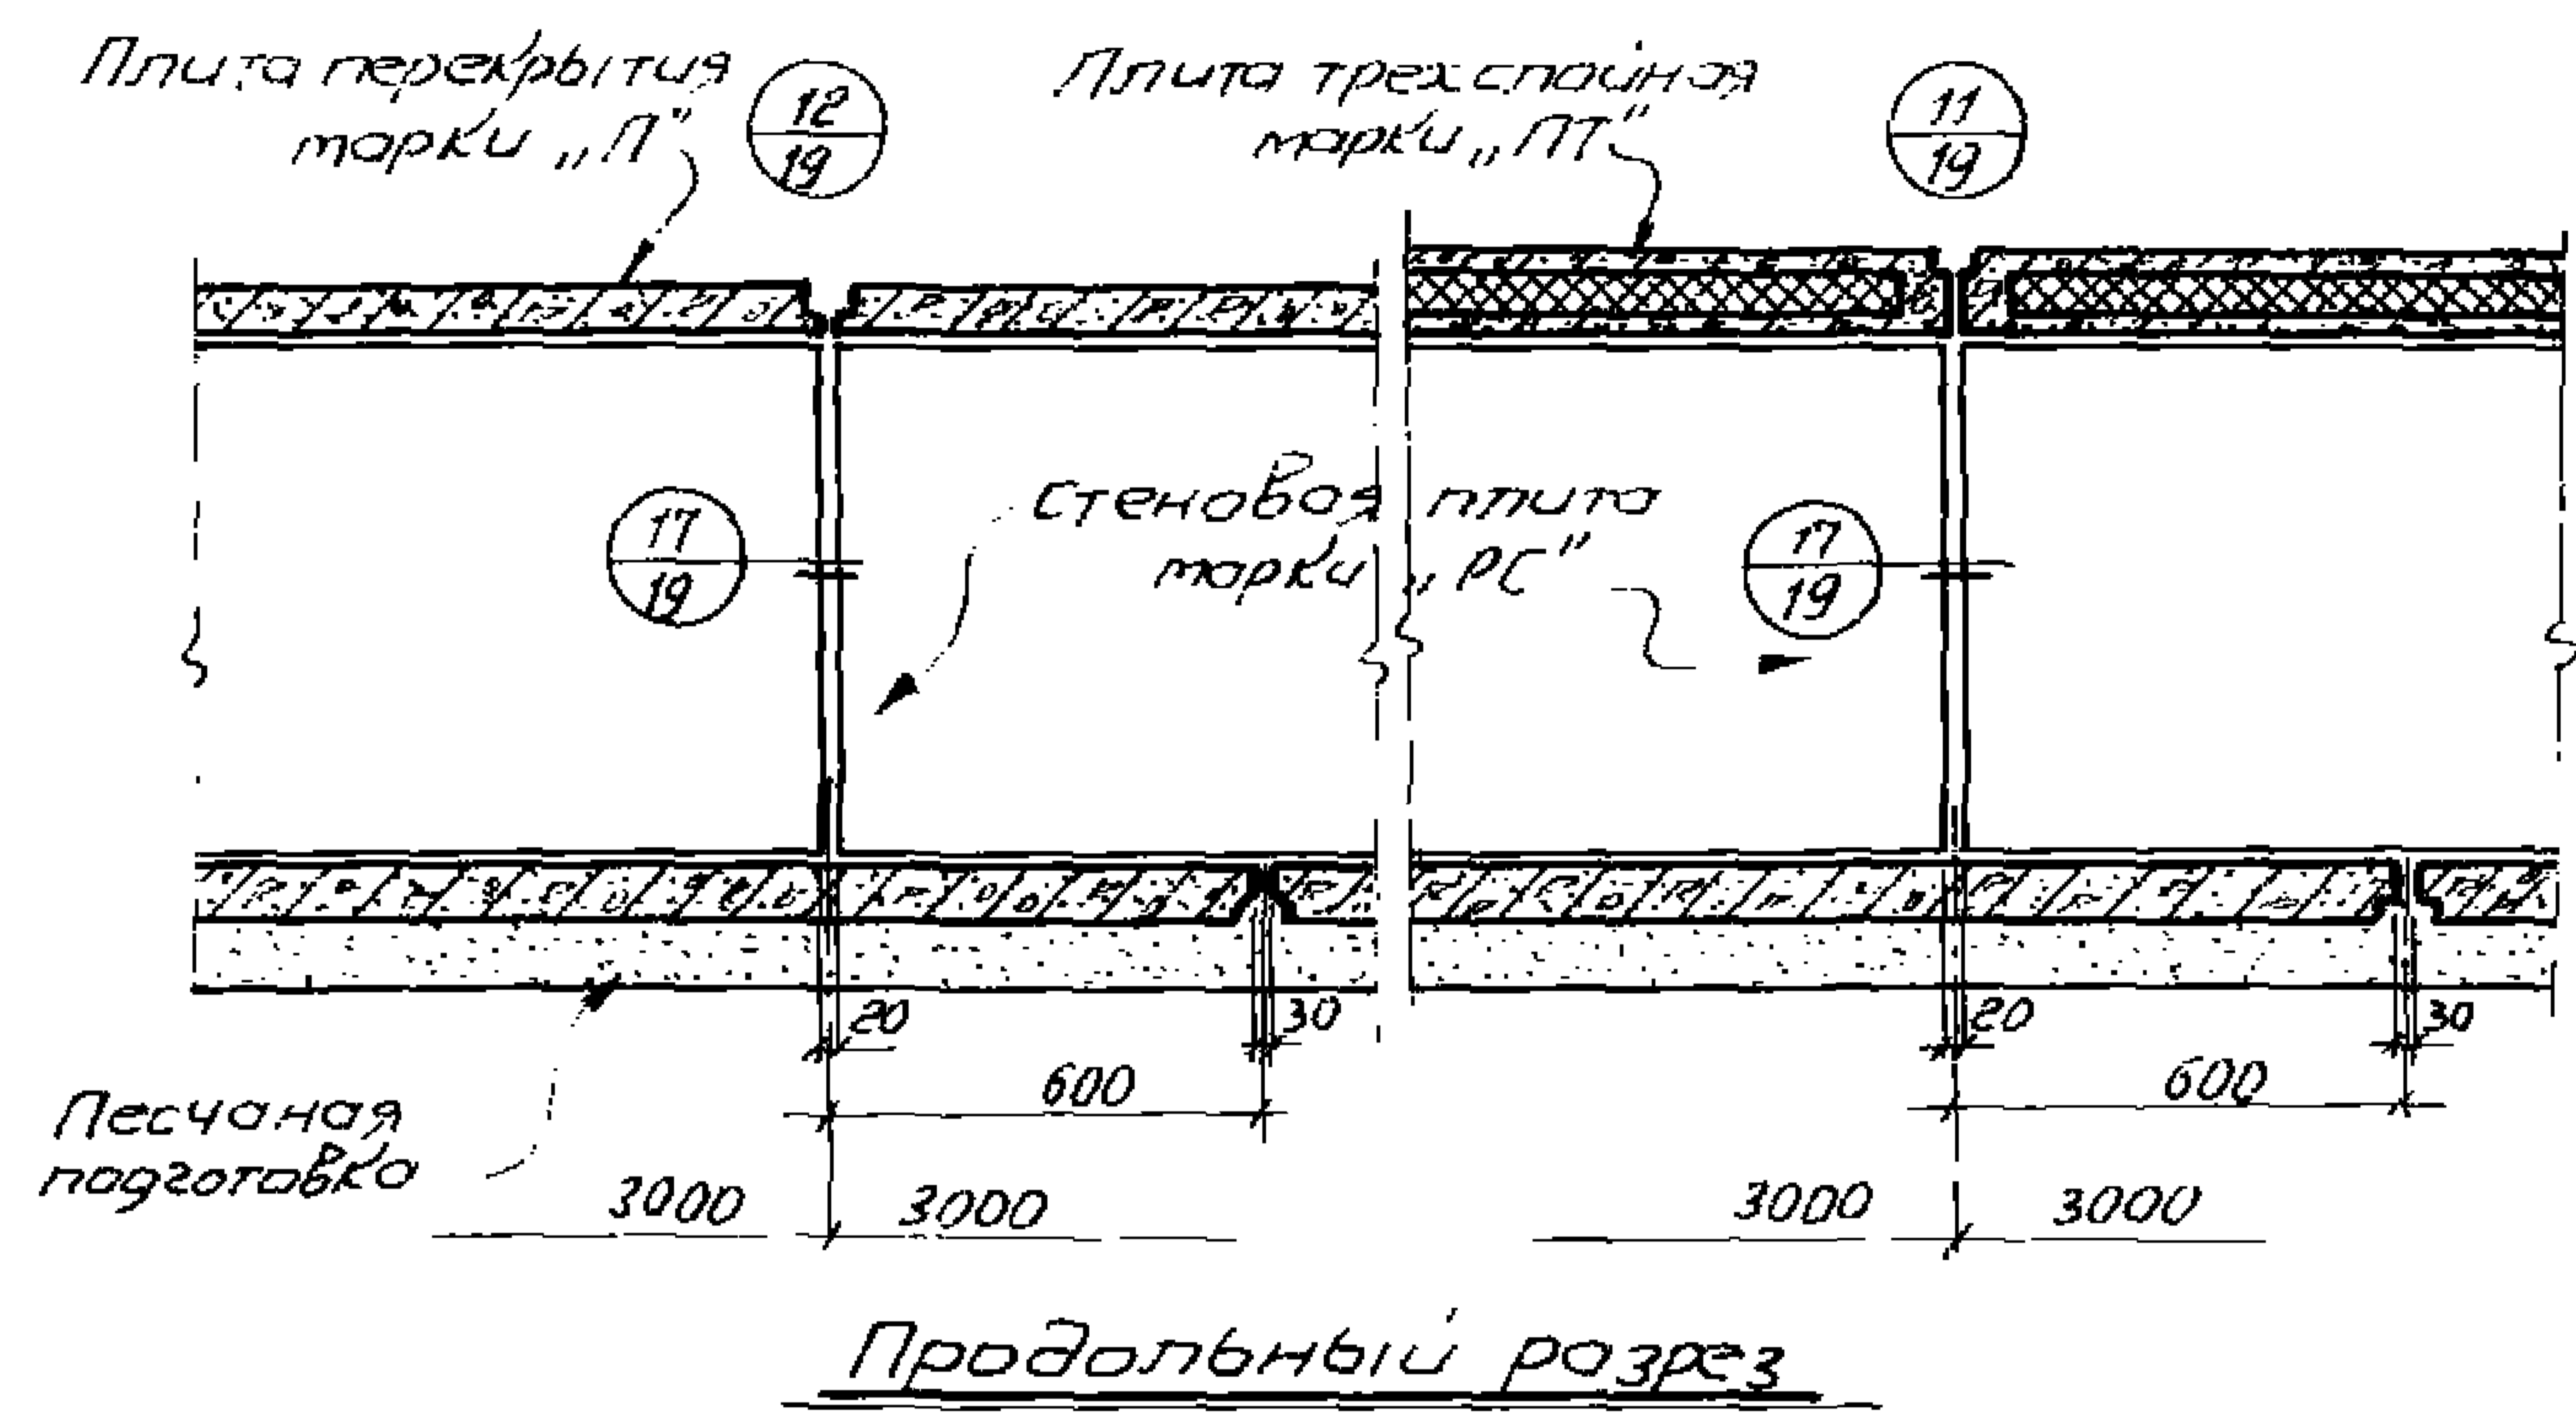 Плита перекрытия
марки „П"
12
19
Плита трехслойная
марки „ПТ"
11
19
17
19
Стеновая плита
марки „РС"
17
19
20
30
20
30
600
600
Песчаная
подготовка
3000
3000
3000
3000
Продольный разрез